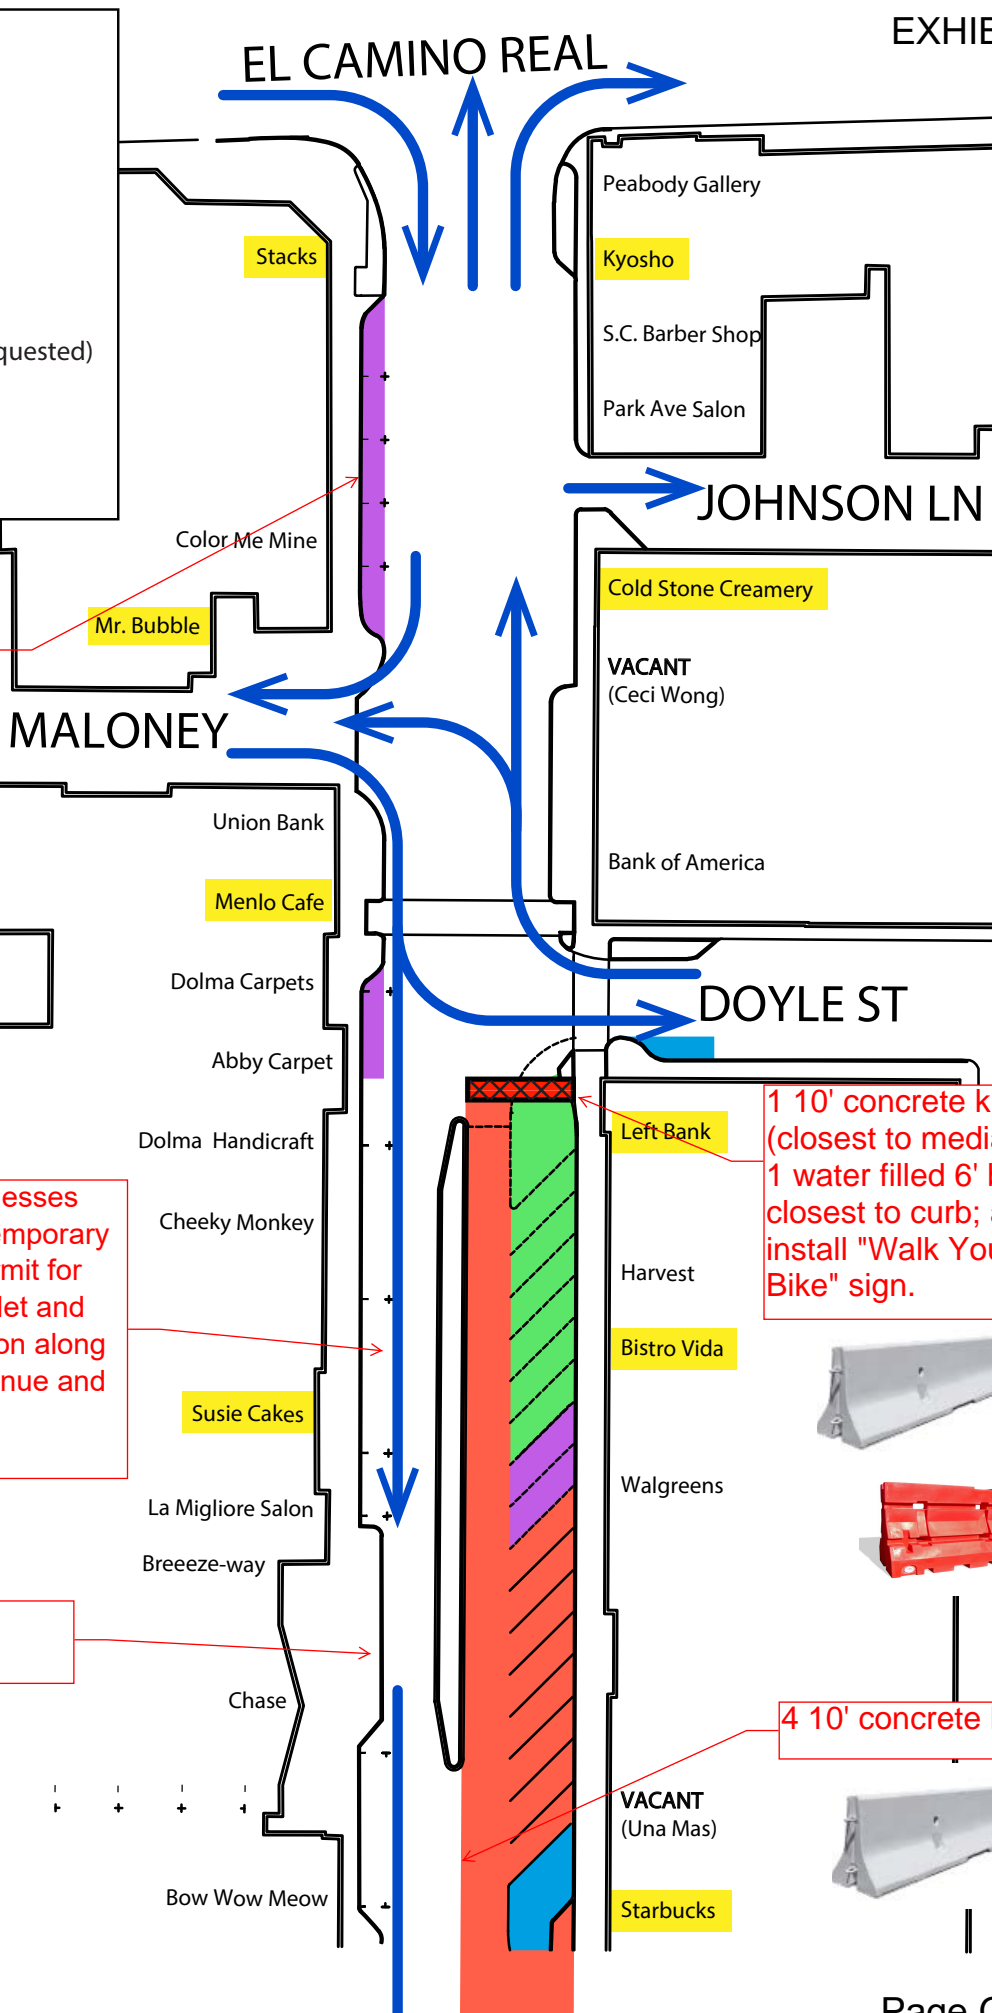 EXHIB
EL CAMINO REAL
Peabody Gallery
Stacks
Kyosho
S.C. Barber Shop
quested)
Park Ave Salon
JOHNSON LN
Color Me Mine
Cold Stone Creamery
Mr. Bubble
VACANT
(Ceci Wong)
MALONEY
Union Bank
Bank of America
Menlo Cafe
Dolma Carpets
DOYLE ST
Abby Carpet
1 10' concrete k
(closest to media
1 water filled 6' b
closest to curb; a
install "Walk You
Bike" sign.
Left Bank
Dolma Handicraft
esses
emporary
rmit for
let and
on along
nue and
Cheeky Monkey
Harvest
Bistro Vida
Susie Cakes
Walgreens
La Migliore Salon
Breeeze-way
Chase
4 10' concrete
VACANT
(Una Mas)
Bow Wow Meow
Starbucks
Page